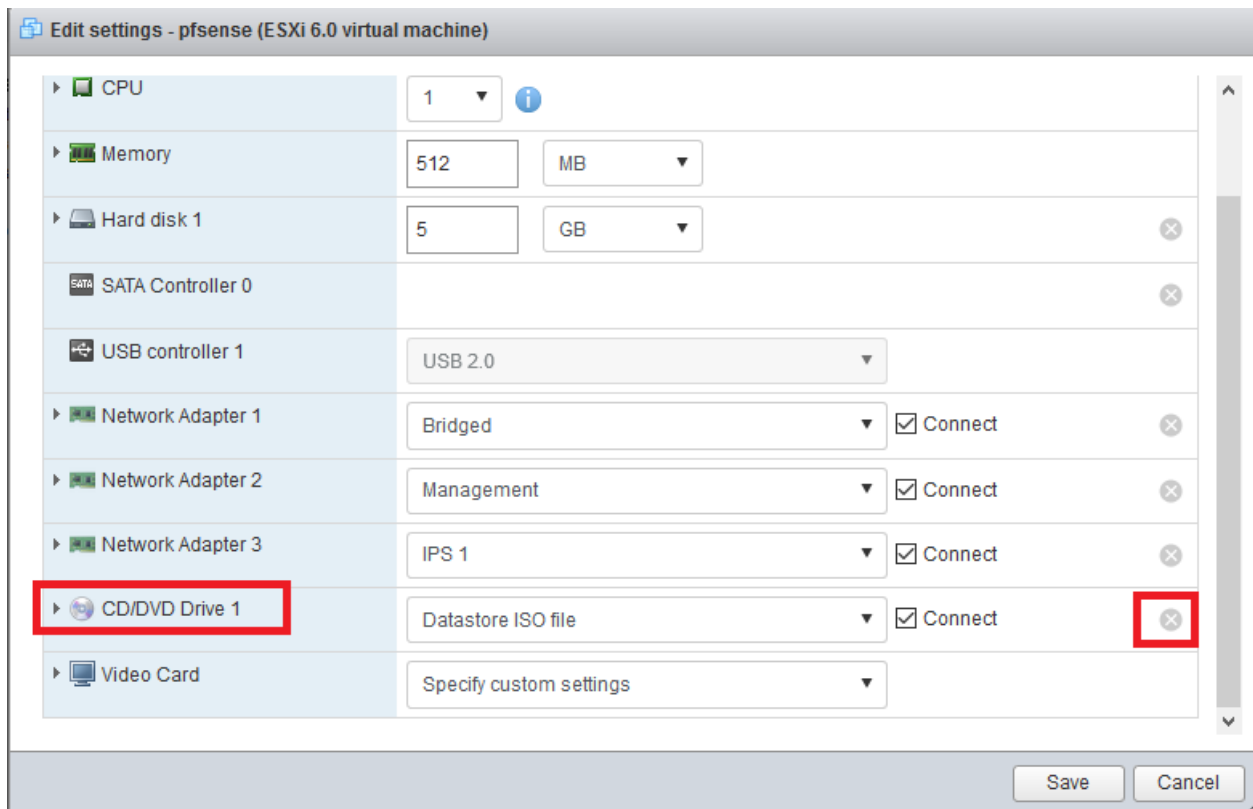 Edit settings - pfsense (ESXi 6.0 virtual machine)
CPU 1
Memory 512 MB
Hard disk 1 5 GB
SATA SATA Controller 0
USB controller 1 USB 2.0
Network Adapter 1 Bridged Connect
Network Adapter 2 Management Connect
Network Adapter 3 IPS 1 Connect
CD/DVD Drive 1 Datastore ISO file Connect
Video Card Specify custom settings
Save Cancel